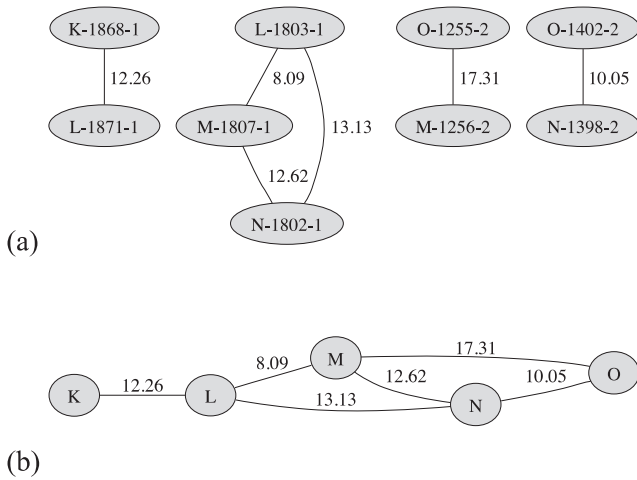 K-1868-1 L-1803-1 O-1255-2 O-1402-2
12.26 8.09 17.31 10.05
L-1871-1 M-1807-1 13.13 M-1256-2 N-1398-2
12.62
N-1802-1
(a)
M 17.31
8.09 12.62 10.05 O
K 12.26 L 13.13 N
(b)